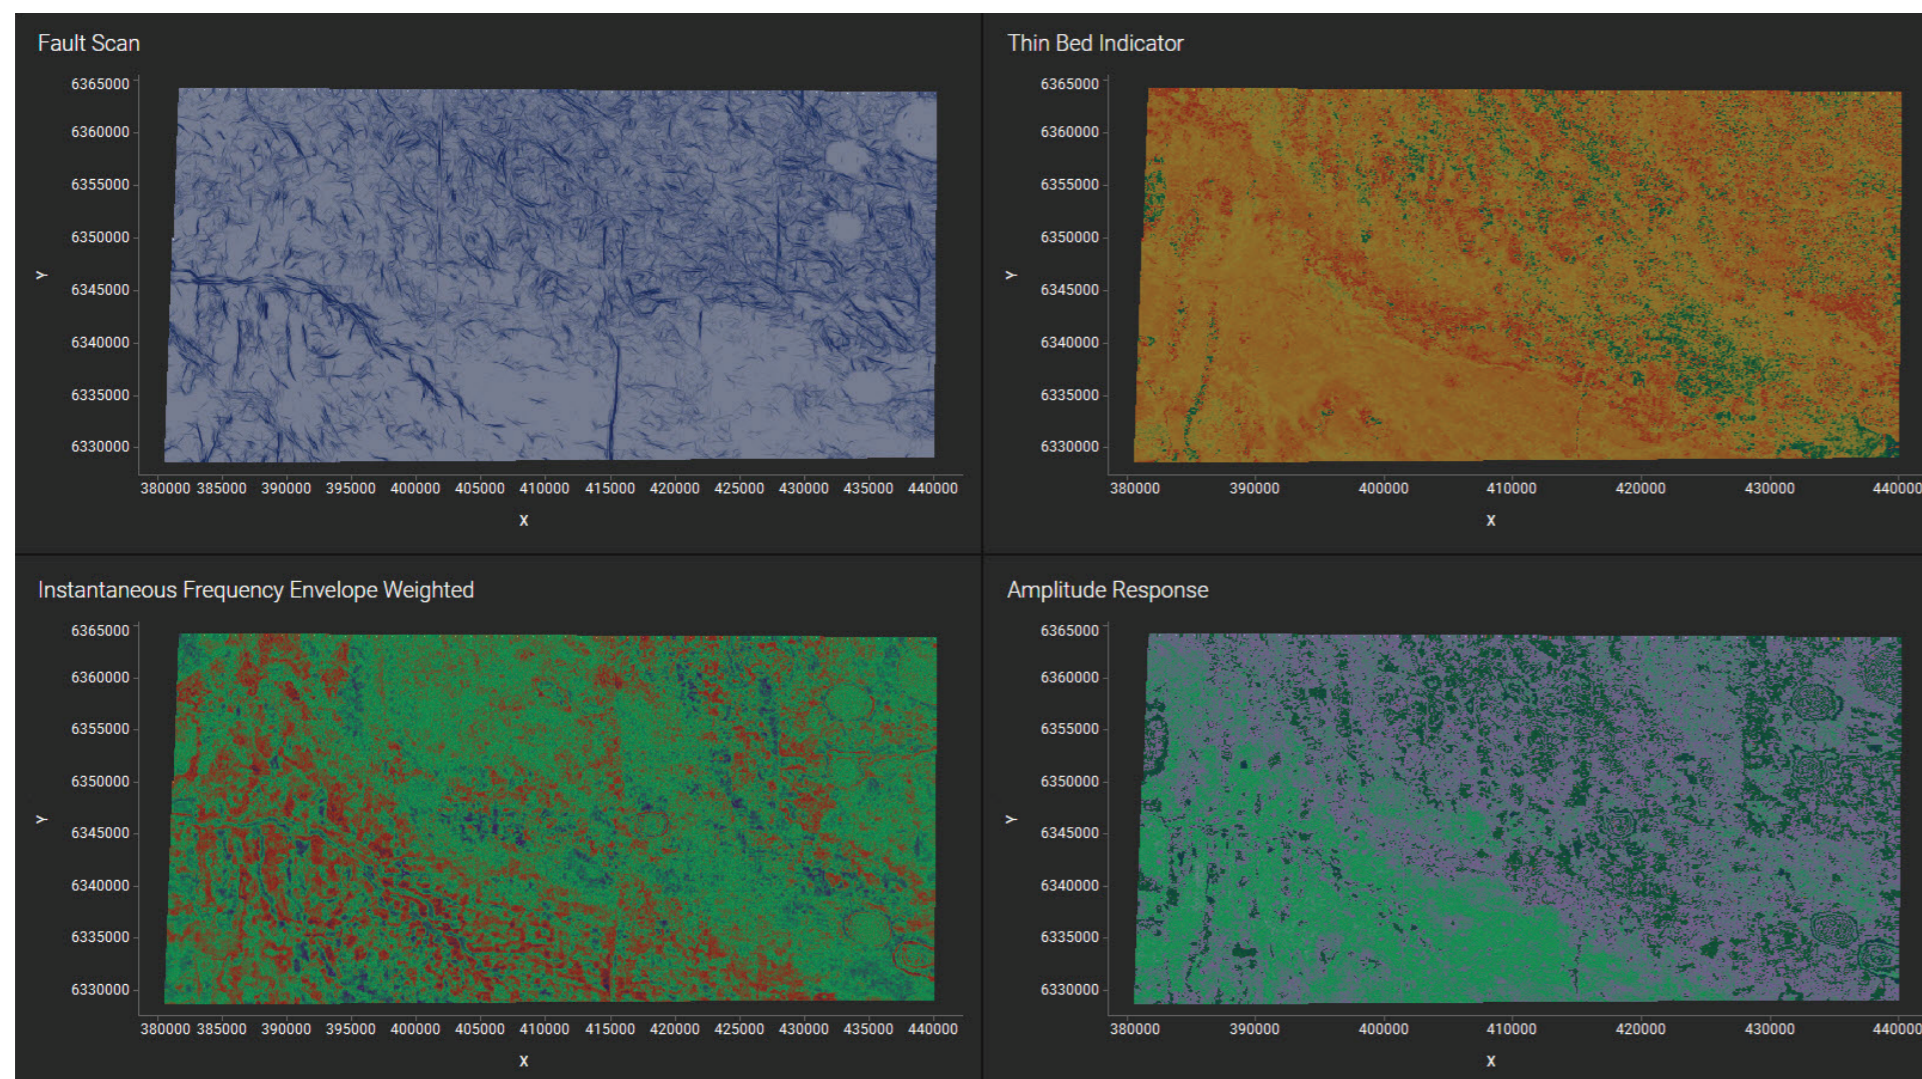 Fault Scan
6365000
6360000
6355000
6350000
6345000
6340000
6335000
6330000
Y
380000 385000 390000 395000 400000 405000 410000 415000 420000 425000 430000 435000 440000
X
Thin Bed Indicator
6365000
6360000
6355000
6350000
6345000
6340000
6335000
6330000
Y
380000 390000 400000 410000 420000 430000 440000
X
Instantaneous Frequency Envelope Weighted
6365000
6360000
6355000
6350000
6345000
6340000
6335000
6330000
Y
380000 385000 390000 395000 400000 405000 410000 415000 420000 425000 430000 435000 440000
X
Amplitude Response
6365000
6360000
6355000
6350000
6345000
6340000
6335000
6330000
Y
380000 390000 400000 410000 420000 430000 440000
X